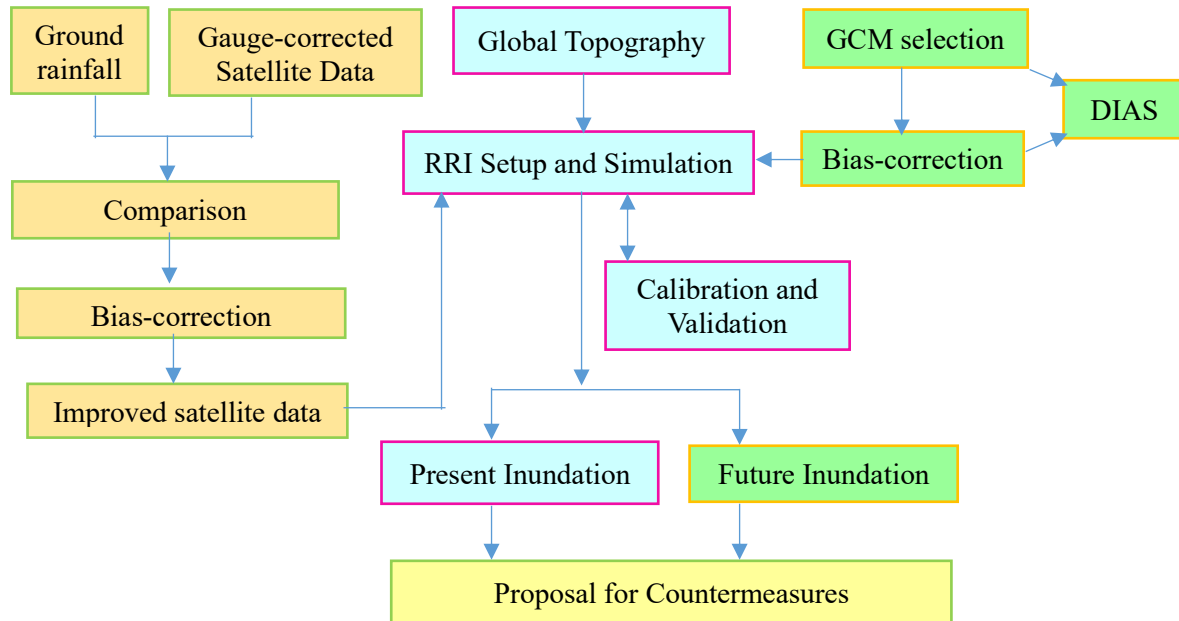 Ground
rainfall
Gauge-corrected
Satellite Data
Global Topography
GCM selection
DIAS
RRI Setup and Simulation
Bias-correction
Comparison
Calibration and
Validation
Bias-correction
Improved satellite data
Present Inundation
Future Inundation
Proposal for Countermeasures